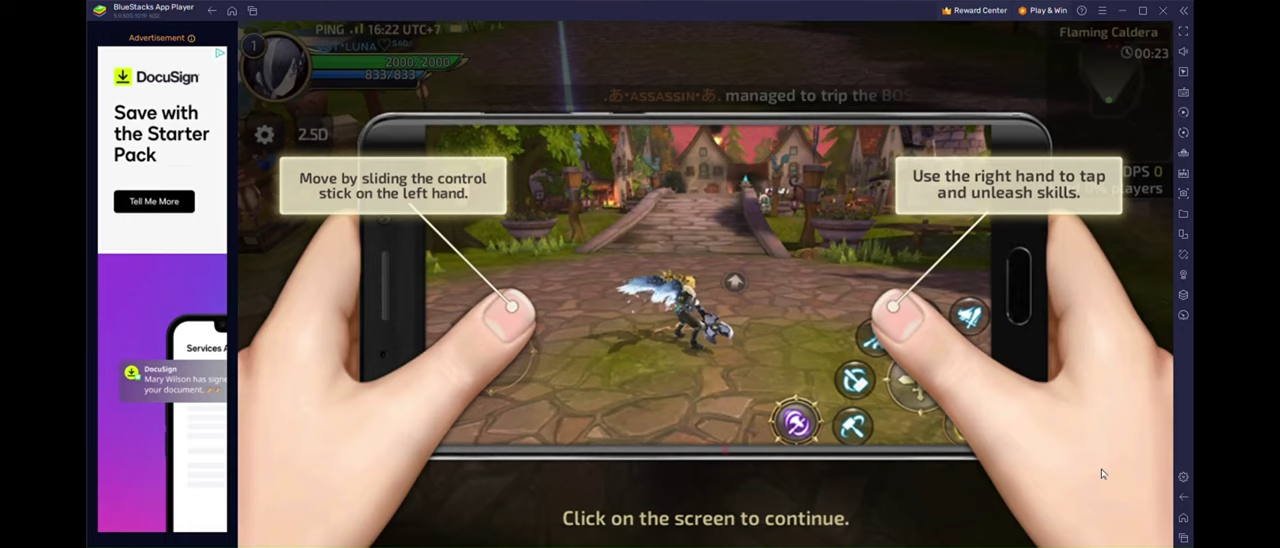 BlueStacks App Player
Reward Center
Play & Win
Advertisement
DocuSign
Save with
the Starter
Pack
Tell Me More
DocuSign
Mary Wilson has signe
your document.
PING 16:22 UTC+7
1
2000/2000
833/833
2.5D
managed to trip the BOS
Flaming Caldera
00:23
DPS 0
players
Move by sliding the control
stick on the left hand.
Use the right hand to tap
and unleash skills.
Click on the screen to continue.